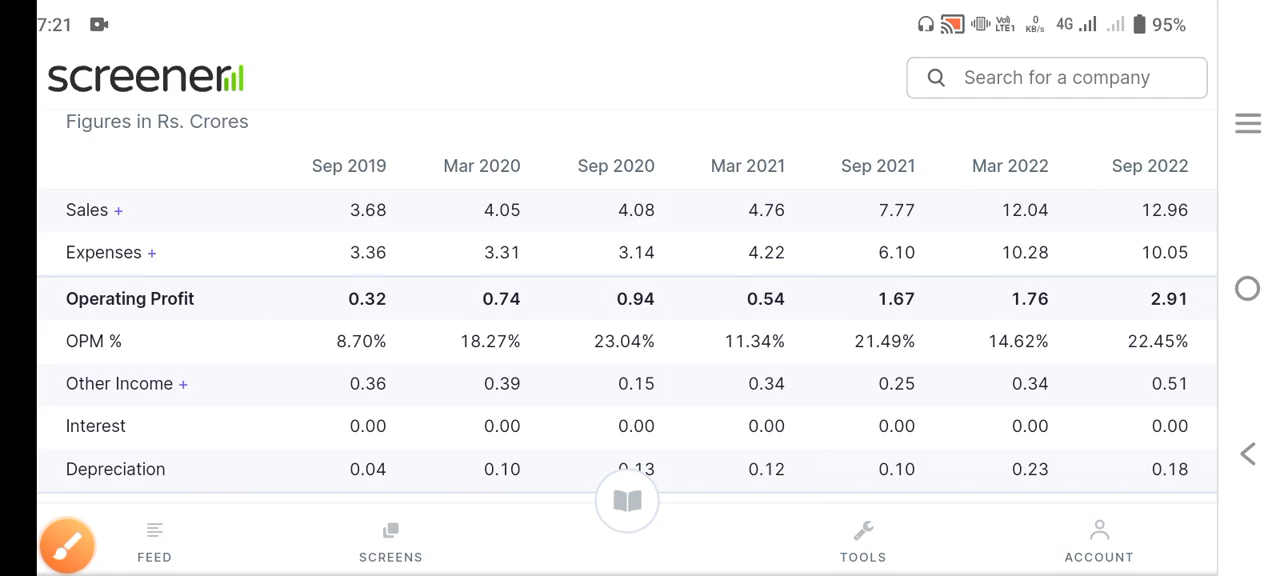 7:21 Vo) LTE1 0 KB/s 4G 95%
screener
Search for a company
Figures in Rs. Crores
Sep 2019 Mar 2020 Sep 2020 Mar 2021 Sep 2021 Mar 2022 Sep 2022
Sales + 3.68 4.05 4.08 4.76 7.77 12.04 12.96
Expenses + 3.36 3.31 3.14 4.22 6.10 10.28 10.05
Operating Profit 0.32 0.74 0.94 0.54 1.67 1.76 2.91
OPM % 8.70% 18.27% 23.04% 11.34% 21.49% 14.62% 22.45%
Other Income + 0.36 0.39 0.15 0.34 0.25 0.34 0.51
Interest 0.00 0.00 0.00 0.00 0.00 0.00 0.00
Depreciation 0.04 0.10 0.13 0.12 0.10 0.23 0.18
FEED SCREENS TOOLS ACCOUNT